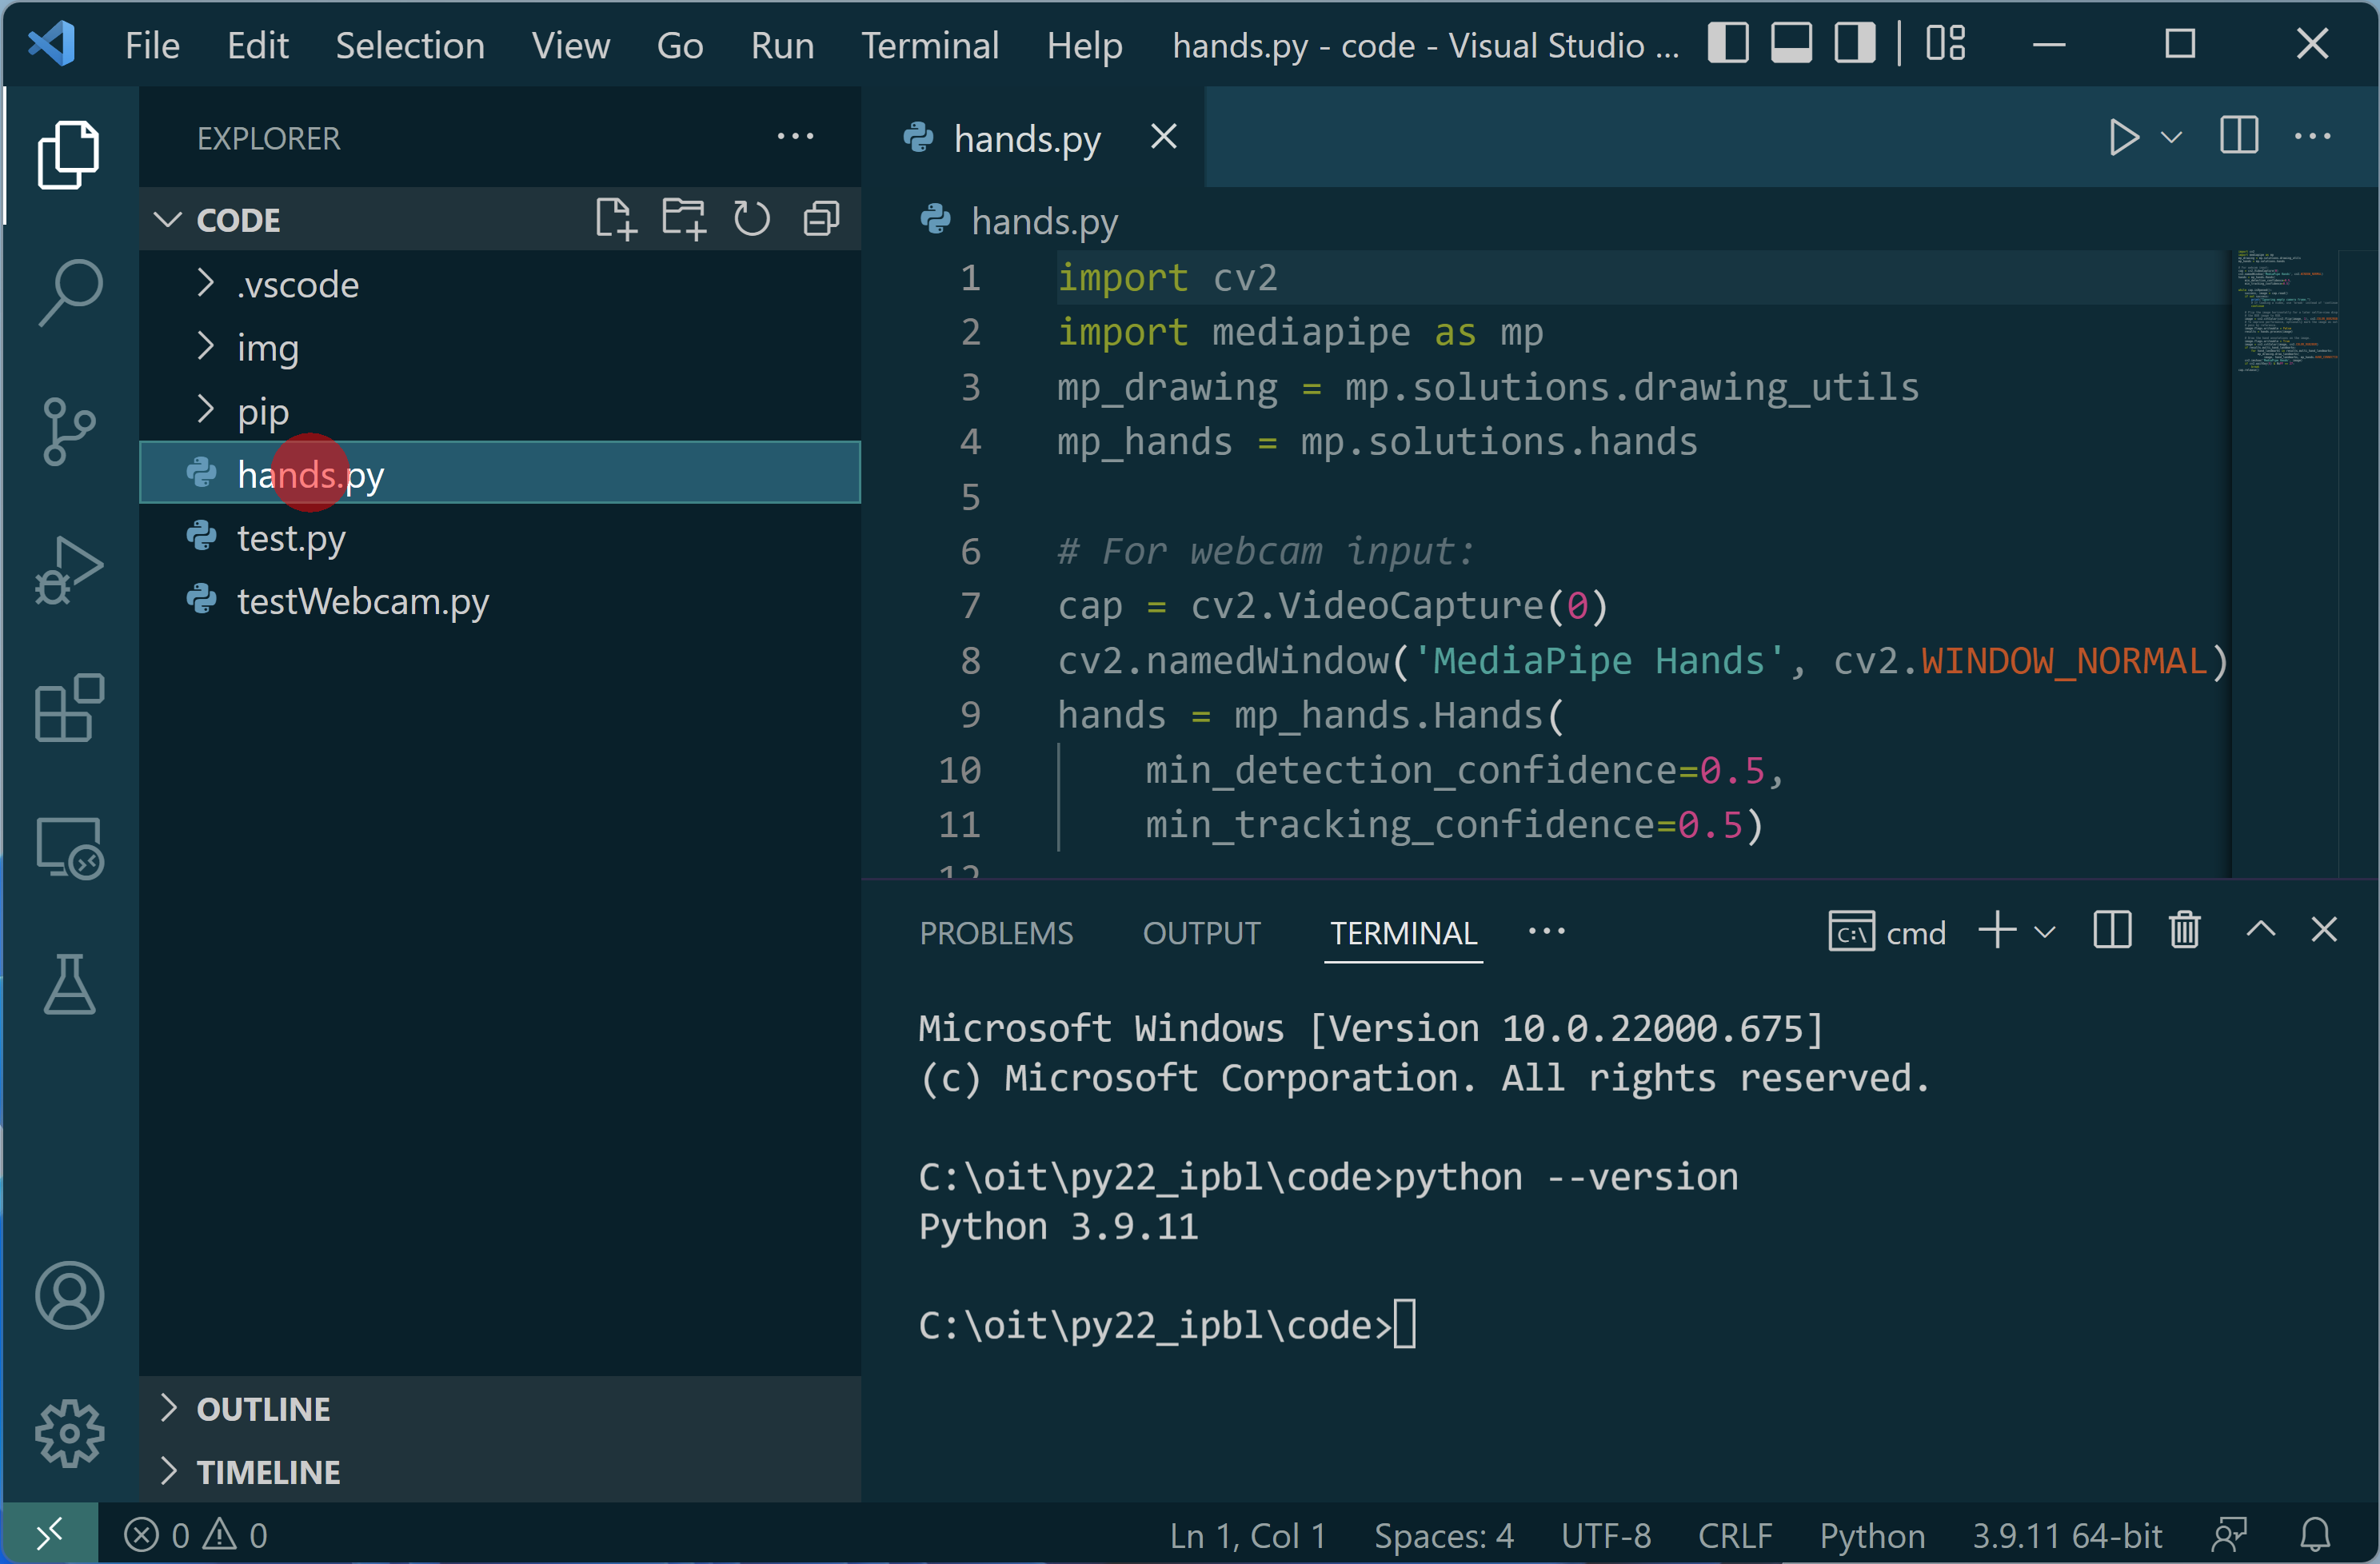 File Edit Selection View Go Run Terminal Help hands.py - code - Visual Studio ...
EXPLORER
CODE
.vscode
img
pip
hands.py
test.py
testWebcam.py
OUTLINE
TIMELINE
hands.py
hands.py
1 import cv2
2 import mediapipe as mp
3 mp_drawing = mp.solutions.drawing_utils
4 mp_hands = mp.solutions.hands
5
6 # For webcam input:
7 cap = cv2.VideoCapture(0)
8 cv2.namedWindow('MediaPipe Hands', cv2.WINDOW_NORMAL)
9 hands = mp_hands.Hands(
10 min_detection_confidence=0.5,
11 min_tracking_confidence=0.5)
12
PROBLEMS OUTPUT TERMINAL ... cmd
Microsoft Windows [Version 10.0.22000.675]
(c) Microsoft Corporation. All rights reserved.
C:\oit\py22_ipbl\code>python --version
Python 3.9.11
C:\oit\py22_ipbl\code>
0 0 Ln 1, Col 1 Spaces: 4 UTF-8 CRLF Python 3.9.11 64-bit